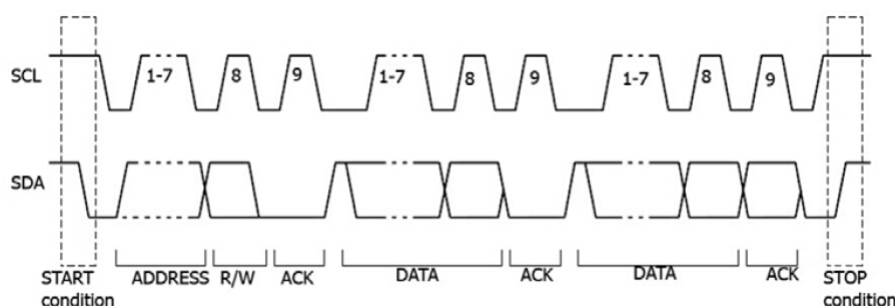 SCL 1-7 8 9 1-7 8 9 1-7 8 9
SDA
START condition ADDRESS R/W ACK DATA ACK DATA ACK STOP condition